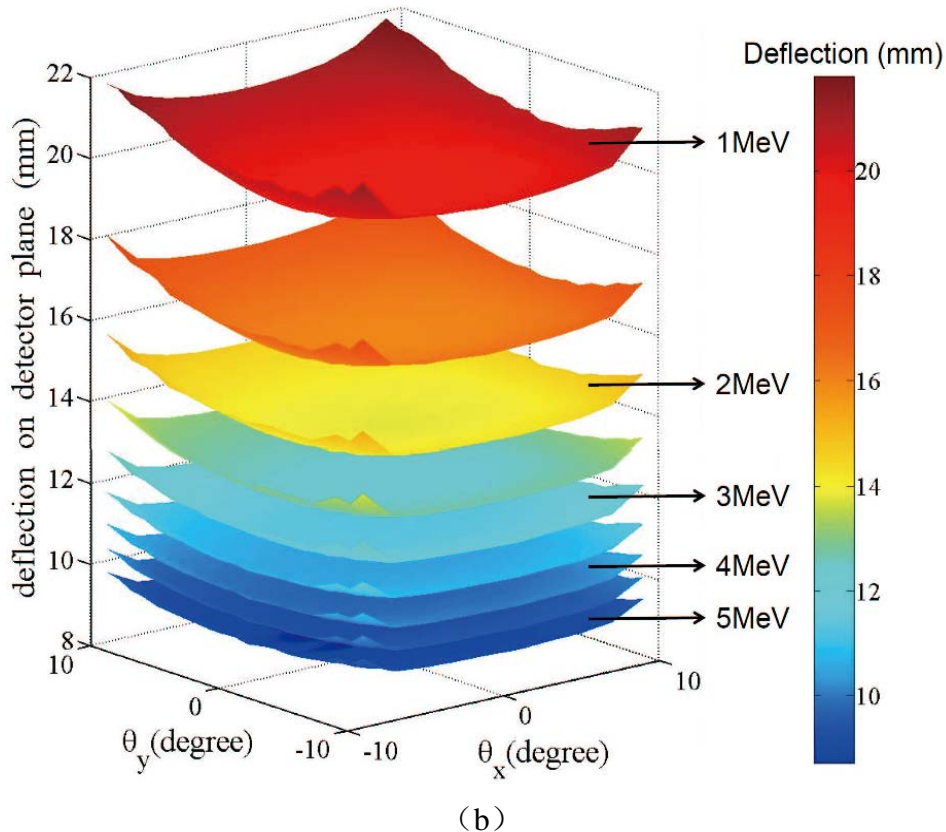 Deflection (mm)
22
20
18
16
14
12
10
8
deflection on detector plane (mm)
1MeV
2MeV
3MeV
4MeV
5MeV
20
18
16
14
12
10
10
0
-10
θy(degree)
-10
0
10
θx(degree)
（b）